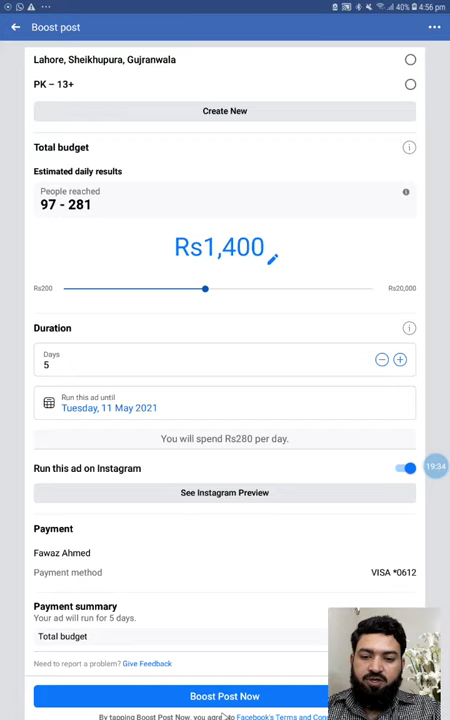 40% 4:56 pm
Boost post
Lahore, Sheikhupura, Gujranwala
PK – 13+
Create New
Total budget
Estimated daily results
People reached
97 - 281
Rs1,400
Rs200
Rs20,000
Duration
Days
5
Run this ad until
Tuesday, 11 May 2021
You will spend Rs280 per day.
19:34
Run this ad on Instagram
See Instagram Preview
Payment
Fawaz Ahmed
Payment method VISA *0612
Payment summary
Your ad will run for 5 days.
Total budget
Need to report a problem? Give Feedback
Boost Post Now
By tapping Boost Post Now, you agree to Facebook's Terms and